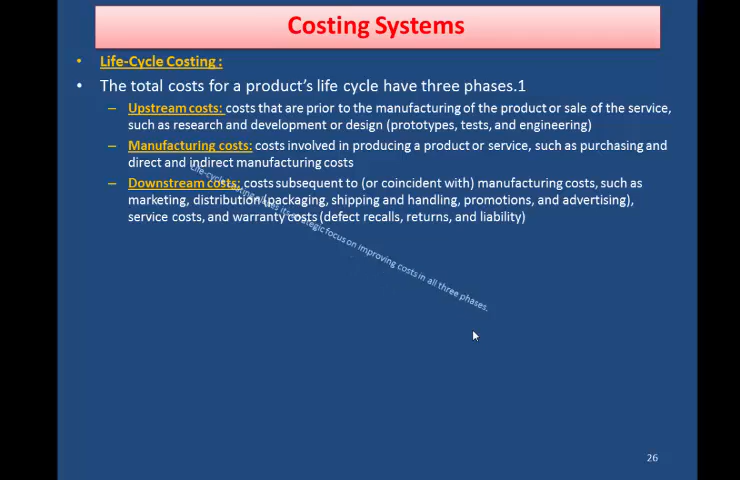 Costing Systems
• Life-Cycle Costing :
• The total costs for a product's life cycle have three phases.1
– Upstream costs: costs that are prior to the manufacturing of the product or sale of the service,
such as research and development or design (prototypes, tests, and engineering)
– Manufacturing costs: costs involved in producing a product or service, such as purchasing and
direct and indirect manufacturing costs
– Downstream costs: costs subsequent to (or coincident with) manufacturing costs, such as
marketing, distribution (packaging, shipping and handling, promotions, and advertising),
service costs, and warranty costs (defect recalls, returns, and liability)
Life-cycle costing its strategic focus on improving costs in all three phases.
26